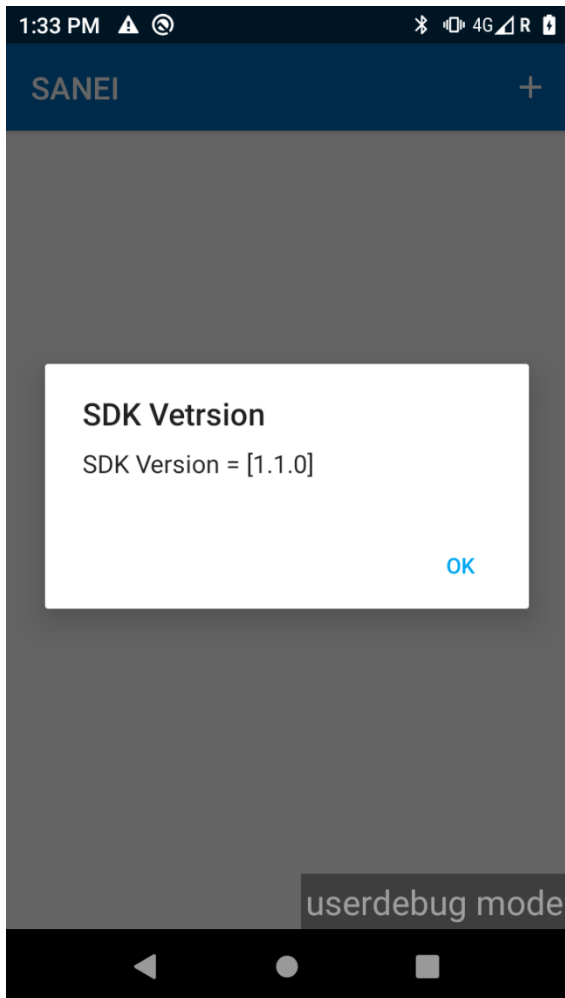 1:33 PM 4G R
SANEI +
SDK Vetrsion
SDK Version = [1.1.0]
OK
userdebug mode